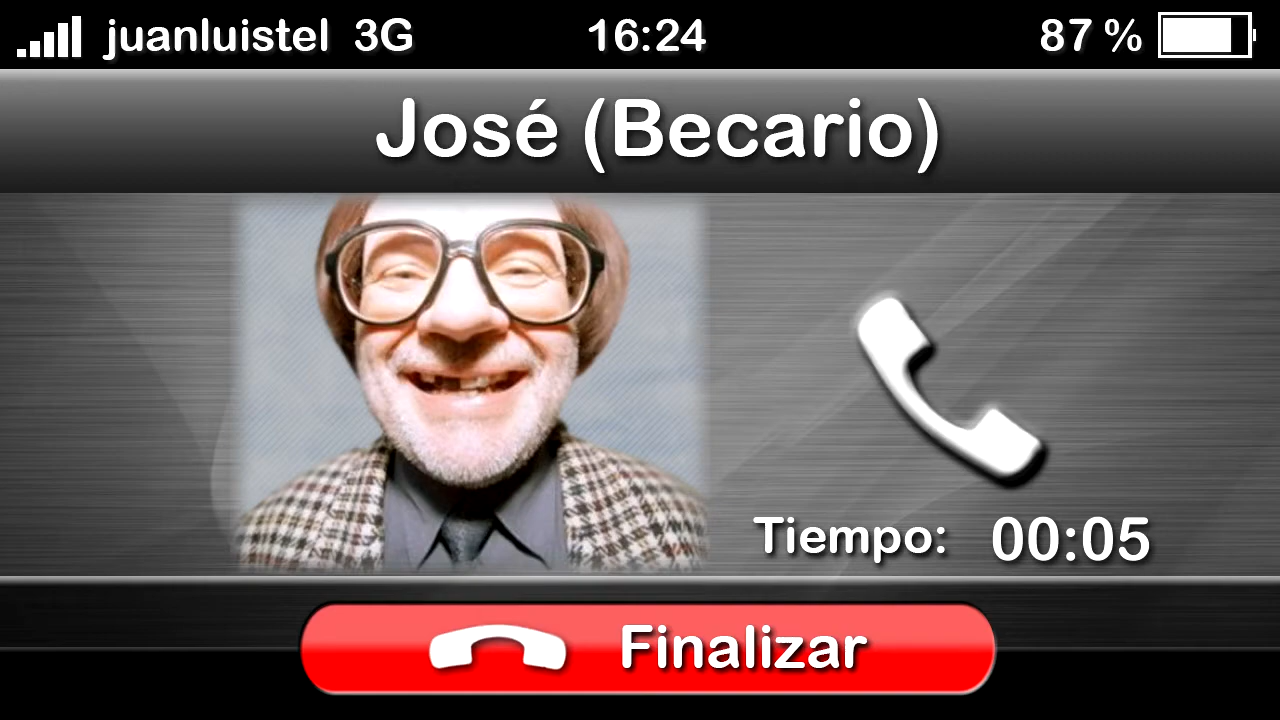 juanluistel 3G 16:24 87 %
José (Becario)
Tiempo: 00:05
Finalizar